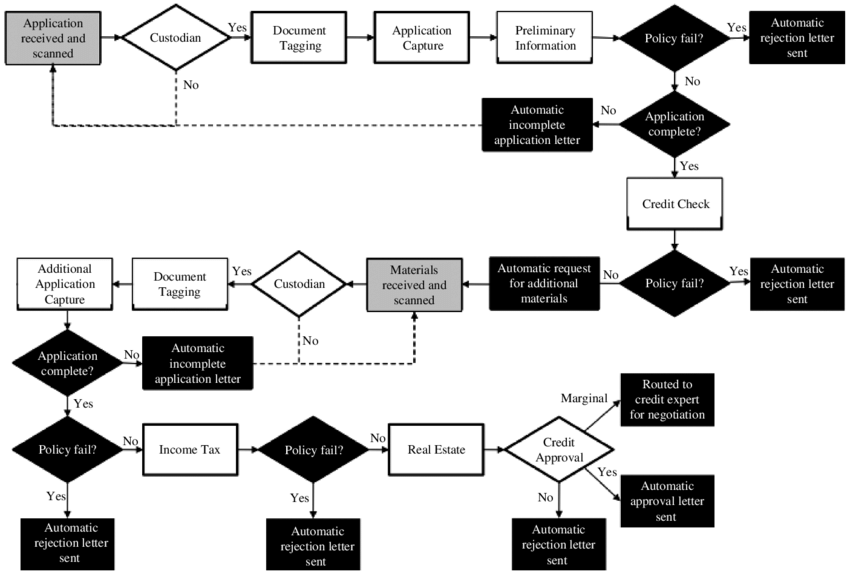 Application
received and
scanned
Custodian
Yes
Document
Tagging
Application
Capture
Preliminary
Information
Policy fail?
Yes
Automatic
rejection letter
sent
No
No
Automatic
incomplete
application letter
No
Application
complete?
Yes
Credit Check
Additional
Application
Capture
Document
Tagging
Yes
Custodian
Materials
received and
scanned
Automatic request
for additional
materials
No
Policy fail?
Yes
Automatic
rejection letter
sent
No
Application
complete?
No
Automatic
incomplete
application letter
Yes
Marginal
Routed to
credit expert
for negotiation
Policy fail?
No
Income Tax
Policy fail?
No
Real Estate
Credit
Approval
Yes
Automatic
approval letter
sent
Yes
Yes
No
Automatic
rejection letter
sent
Automatic
rejection letter
sent
Automatic
rejection letter
sent